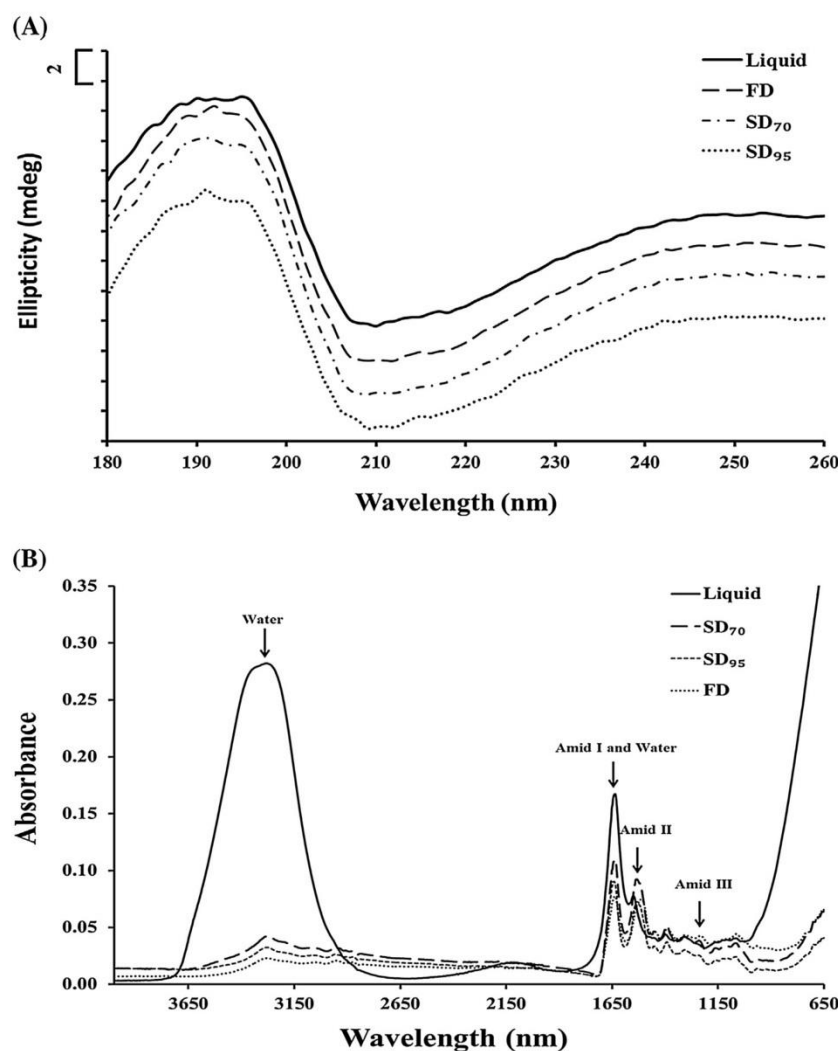 (A)
2
Ellipticity (mdeg)
Liquid
FD
SD₇₀
SD₉₅
180 190 200 210 220 230 240 250 260
Wavelength (nm)
(B)
0.35
0.30
0.25
0.20
0.15
0.10
0.05
0.00
Absorbance
Water
Liquid
SD₇₀
SD₉₅
FD
Amid I and Water
Amid II
Amid III
3650 3150 2650 2150 1650 1150 650
Wavelength (nm)